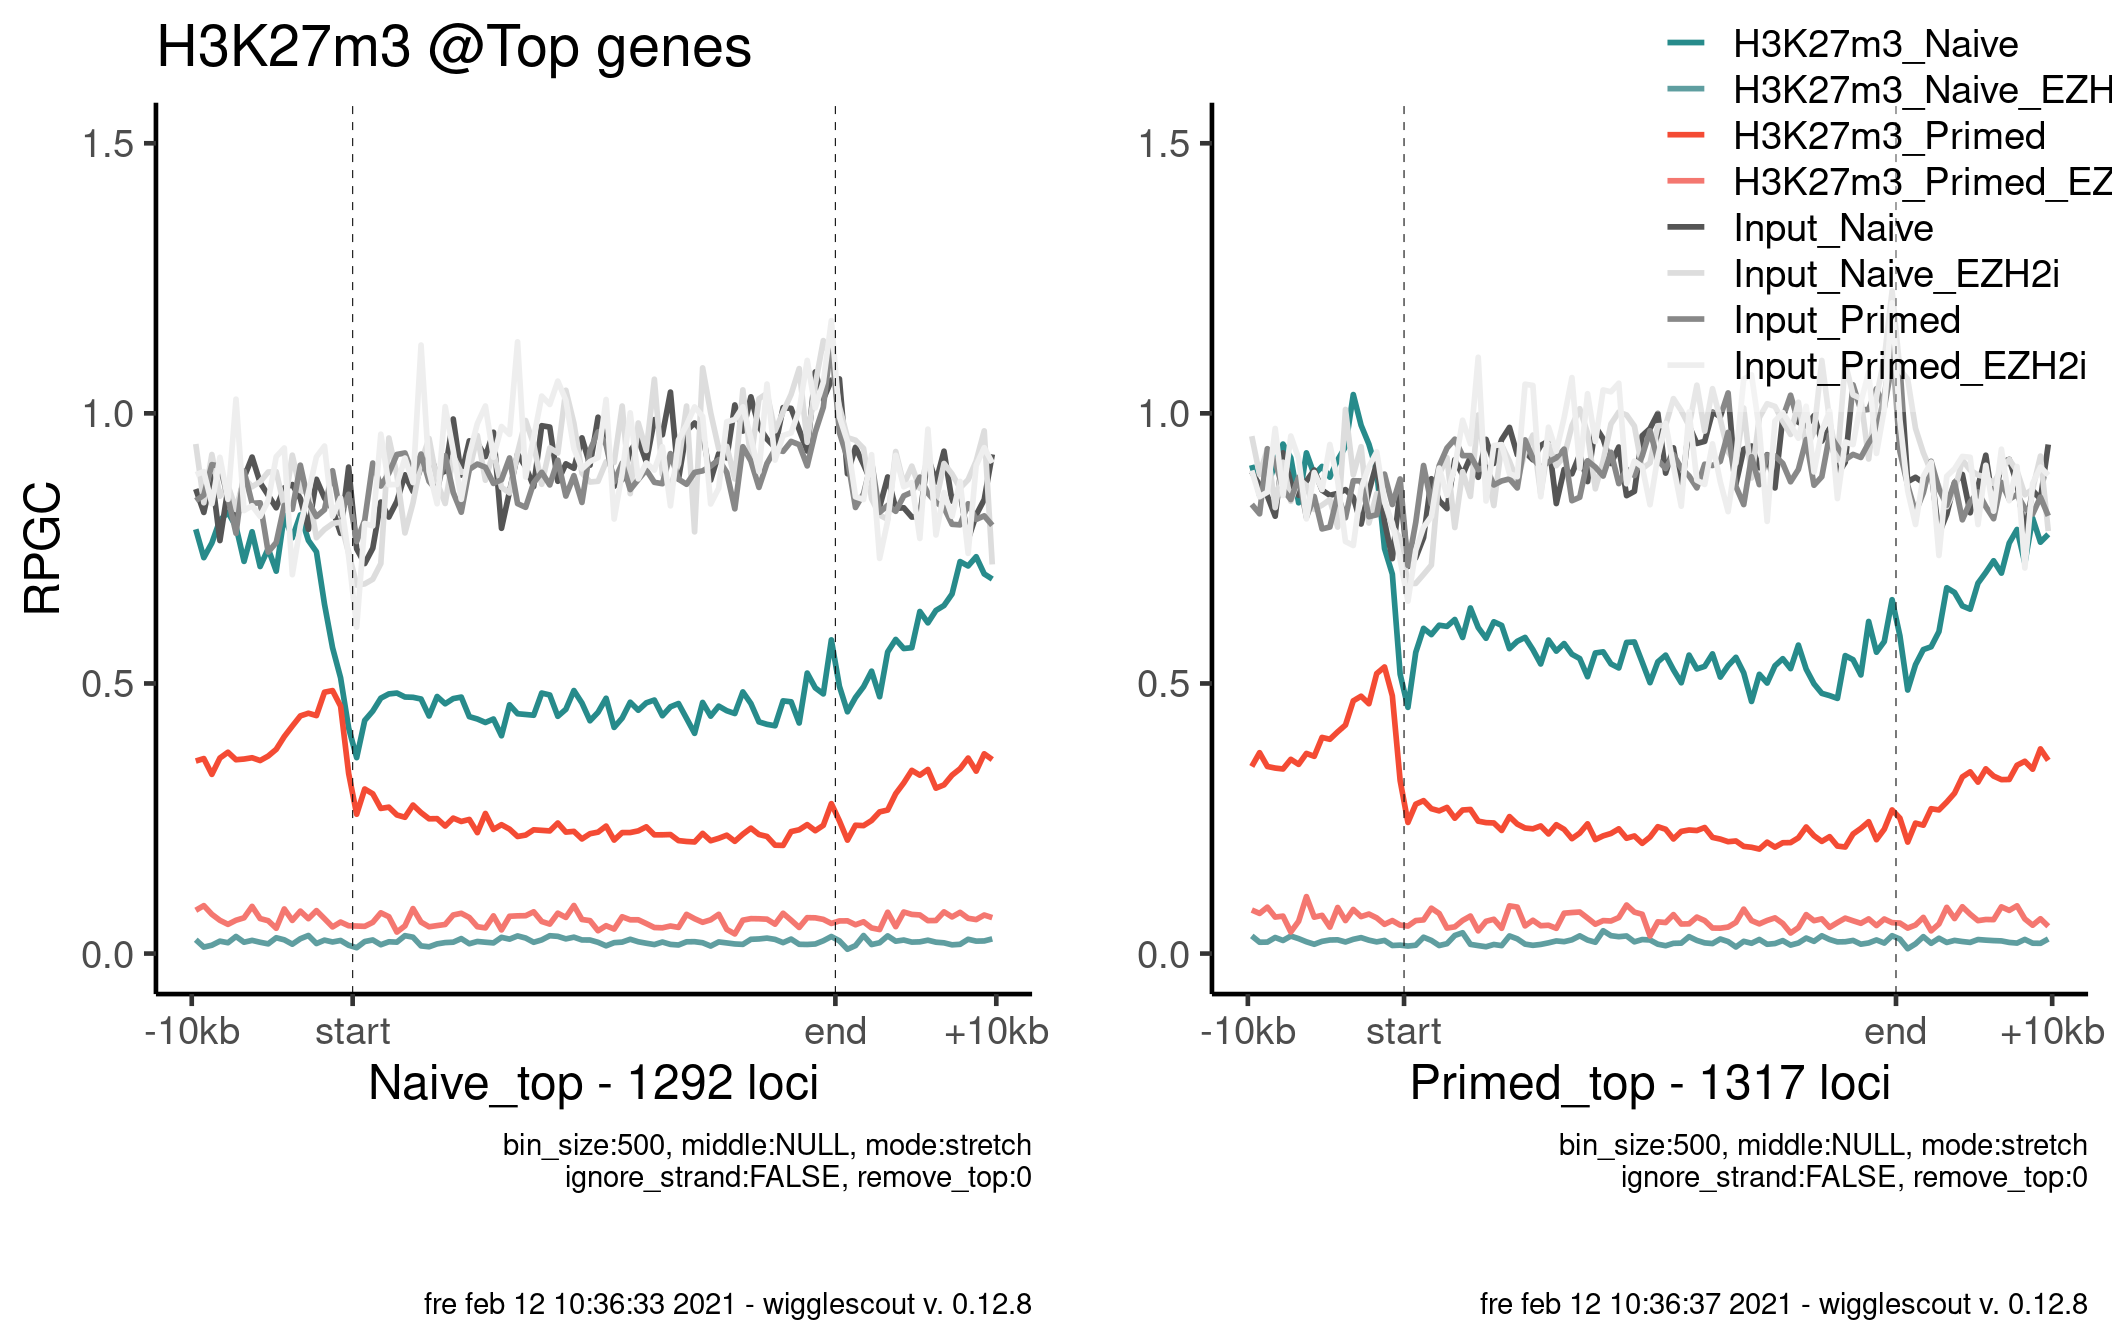 H3K27m3 @Top genes
RPGC
1.5
1.0
0.5
0.0
-10kb start end +10kb
Naive_top - 1292 loci
bin_size:500, middle:NULL, mode:stretch
ignore_strand:FALSE, remove_top:0
fre feb 12 10:36:33 2021 - wigglescout v. 0.12.8
H3K27m3_Naive
H3K27m3_Naive_EZH
H3K27m3_Primed
H3K27m3_Primed_EZ
Input_Naive
Input_Naive_EZH2i
Input_Primed
Input_Primed_EZH2i
1.5
1.0
0.5
0.0
-10kb start end +10kb
Primed_top - 1317 loci
bin_size:500, middle:NULL, mode:stretch
ignore_strand:FALSE, remove_top:0
fre feb 12 10:36:37 2021 - wigglescout v. 0.12.8